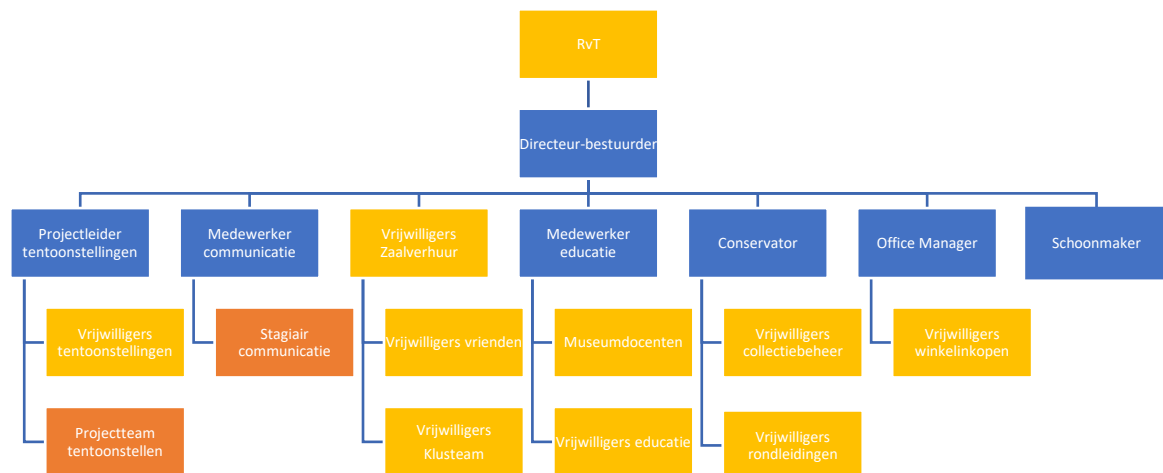 RvT
Directeur-bestuurder
Projectleider
tentoonstellingen
Medewerker
communicatie
Vrijwilligers
Zaalverhuur
Medewerker
educatie
Conservator
Office Manager
Schoonmaker
Vrijwilligers
tentoonstellingen
Stagiair
communicatie
Vrijwilligers vrienden
Museumdocenten
Vrijwilligers
collectiebeheer
Vrijwilligers
winkelinkopen
Projectteam
tentoonstellen
Vrijwilligers
Klusteam
Vrijwilligers educatie
Vrijwilligers
rondleidingen